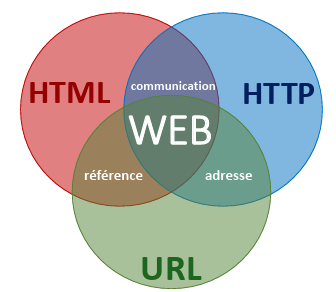 communication
HTML
HTTP
WEB
référence
adresse
URL